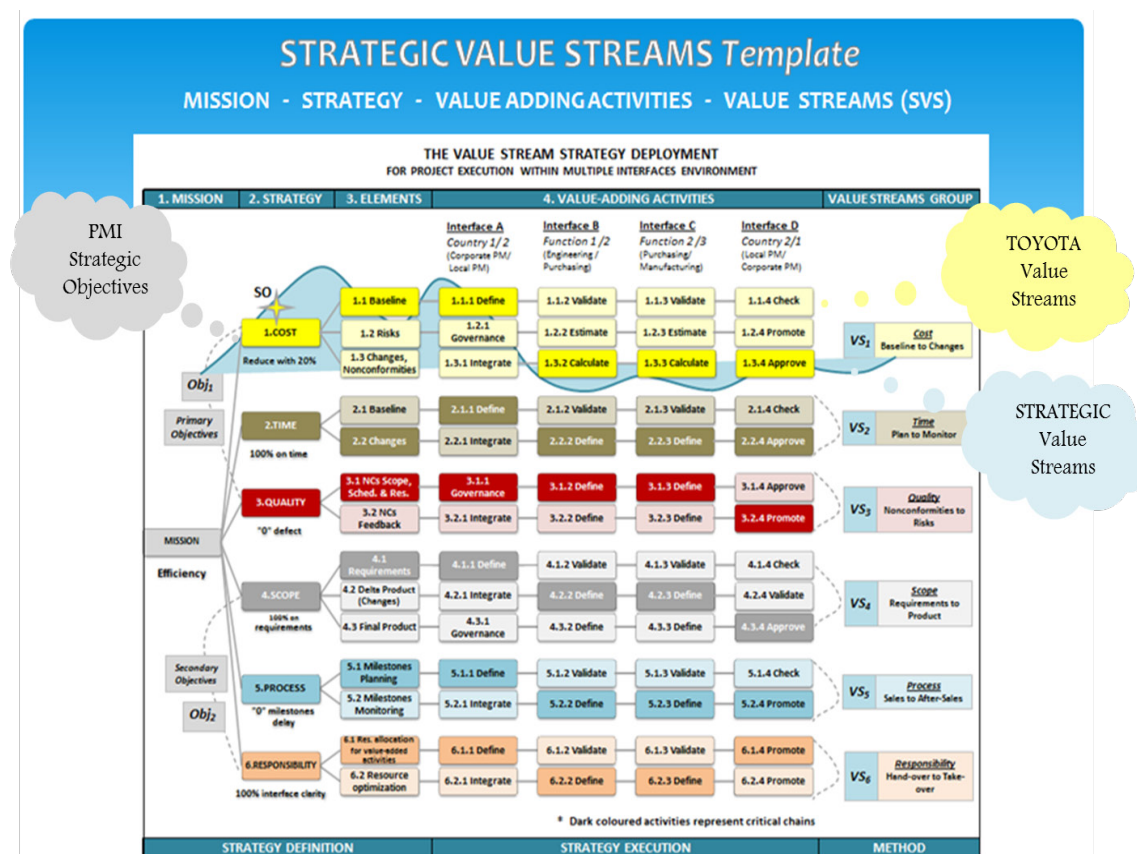 STRATEGIC VALUE STREAMS Template
MISSION - STRATEGY - VALUE ADDING ACTIVITIES - VALUE STREAMS (SVS)
THE VALUE STREAM STRATEGY DEPLOYMENT
FOR PROJECT EXECUTION WITHIN MULTIPLE INTERFACES ENVIRONMENT
1. MISSION
2. STRATEGY
3. ELEMENTS
4. VALUE-ADDING ACTIVITIES
VALUE STREAMS GROUP
PMI
Strategic
Objectives
TOYOTA
Value
Streams
STRATEGIC
Value
Streams
Interface A
Country 1/2
(Corporate PM/
Local PM)
Interface B
Function 1/2
(Engineering /
Purchasing)
Interface C
Function 2/3
(Purchasing/
Manufacturing)
Interface D
Country 2/1
(Local PM/
Corporate PM)
SO
1.COST
Reduce with 20%
1.1 Baseline
1.1.1 Define
1.1.2 Validate
1.1.3 Validate
1.1.4 Check
1.2 Risks
1.2.1
Governance
1.2.2 Estimate
1.2.3 Estimate
1.2.4 Promote
1.3 Changes,
Nonconformities
1.3.1 Integrate
1.3.2 Calculate
1.3.3 Calculate
1.3.4 Approve
VS1
Cost
Baseline to Changes
Obj1
Primary
Objectives
2.TIME
100% on time
2.1 Baseline
2.1.1 Define
2.1.2 Validate
2.1.3 Validate
2.1.4 Check
2.2 Changes
2.2.1 Integrate
2.2.2 Define
2.2.3 Define
2.2.4 Approve
VS2
Time
Plan to Monitor
3.QUALITY
"0" defect
3.1 NCs Scope,
Sched. & Res.
3.1.1
Governance
3.1.2 Define
3.1.3 Define
3.1.4 Approve
3.2 NCs
Feedback
3.2.1 Integrate
3.2.2 Define
3.2.3 Define
3.2.4 Promote
VS3
Quality
Nonconformities to
Risks
MISSION
Efficiency
4.SCOPE
100% on
requirements
4.1
Requirements
4.1.1 Define
4.1.2 Validate
4.1.3 Validate
4.1.4 Check
4.2 Delta Product
(Changes)
4.2.1 Integrate
4.2.2 Define
4.2.3 Define
4.2.4 Validate
4.3 Final Product
4.3.1
Governance
4.3.2 Define
4.3.3 Define
4.3.4 Approve
VS4
Scope
Requirements to
Product
Secondary
Objectives
Obj2
5.PROCESS
"0" milestones
delay
5.1 Milestones
Planning
5.1.1 Define
5.1.2 Validate
5.1.3 Validate
5.1.4 Check
5.2 Milestones
Monitoring
5.2.1 Integrate
5.2.2 Define
5.2.3 Define
5.2.4 Promote
VS5
Process
Sales to After-Sales
6.RESPONSIBILITY
100% interface clarity
6.1 Res. allocation
for value-added
activities
6.1.1 Define
6.1.2 Validate
6.1.3 Validate
6.1.4 Promote
6.2 Resource
optimization
6.2.1 Integrate
6.2.2 Define
6.2.3 Define
6.2.4 Promote
VS6
Responsibility
Hand-over to Take-
over
* Dark coloured activities represent critical chains
STRATEGY DEFINITION
STRATEGY EXECUTION
METHOD